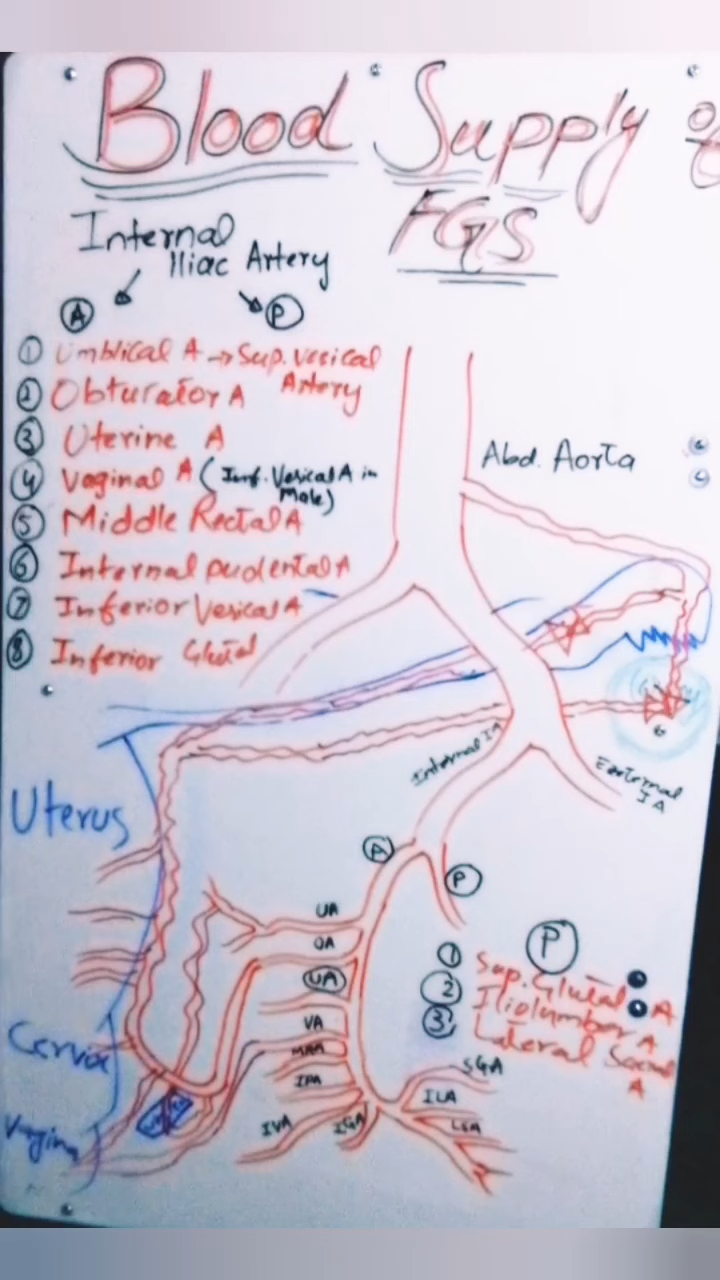 Blood Supply of
FGS
Internal
Iliac Artery
A P
① Umblical A → Sup. vesical
Artery
② Obturator A
③ Uterine A
④ Vaginal A (Inf. Vesical A in
Male)
⑤ Middle Rectal A
⑥ Internal pudental A
⑦ Inferior Vesical A
⑧ Inferior Glutal
Abd. Aorta
Internal IA
External
IA
Uterus
A
P
UA
OA
UA
VA
MRA
IPA
IVA
IGA
P
① Sup. Glutal A
② Iliolumbar A
③ Lateral Sacral
A
SGA
ILA
LSA
Cervix
Vagina